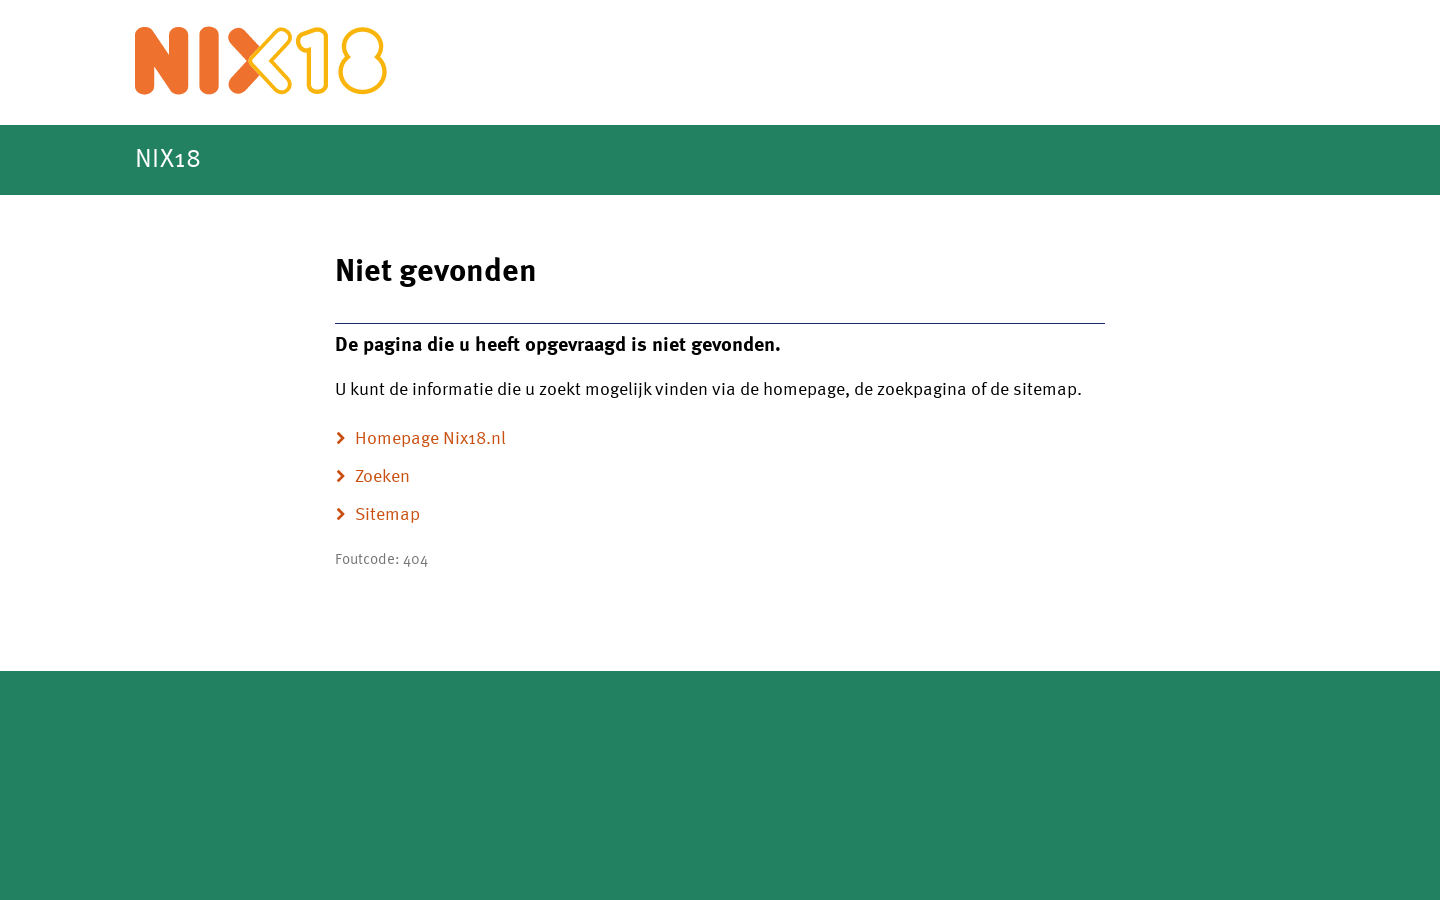 NIX18
NIX18
Niet gevonden
De pagina die u heeft opgevraagd is niet gevonden.
U kunt de informatie die u zoekt mogelijk vinden via de homepage, de zoekpagina of de sitemap.
Homepage Nix18.nl
Zoeken
Sitemap
Foutcode: 404